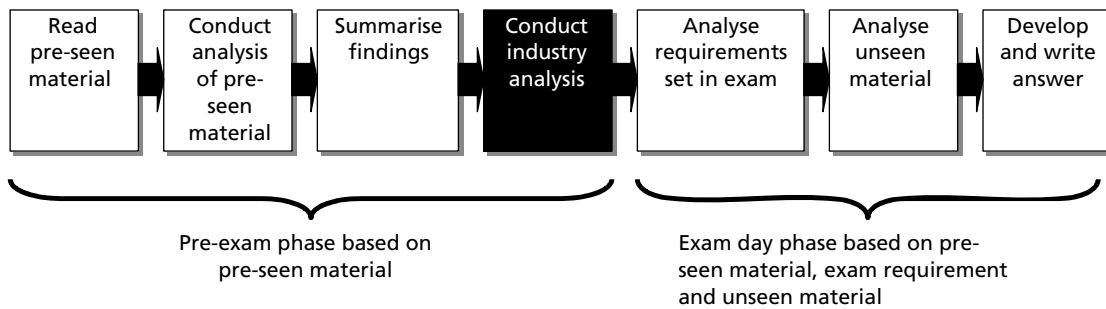 Read
pre-seen
material
Conduct
analysis
of pre-
seen
material
Summarise
findings
Conduct
industry
analysis
Analyse
requirements
set in exam
Analyse
unseen
material
Develop
and write
answer
Pre-exam phase based on
pre-seen material
Exam day phase based on pre-
seen material, exam requirement
and unseen material